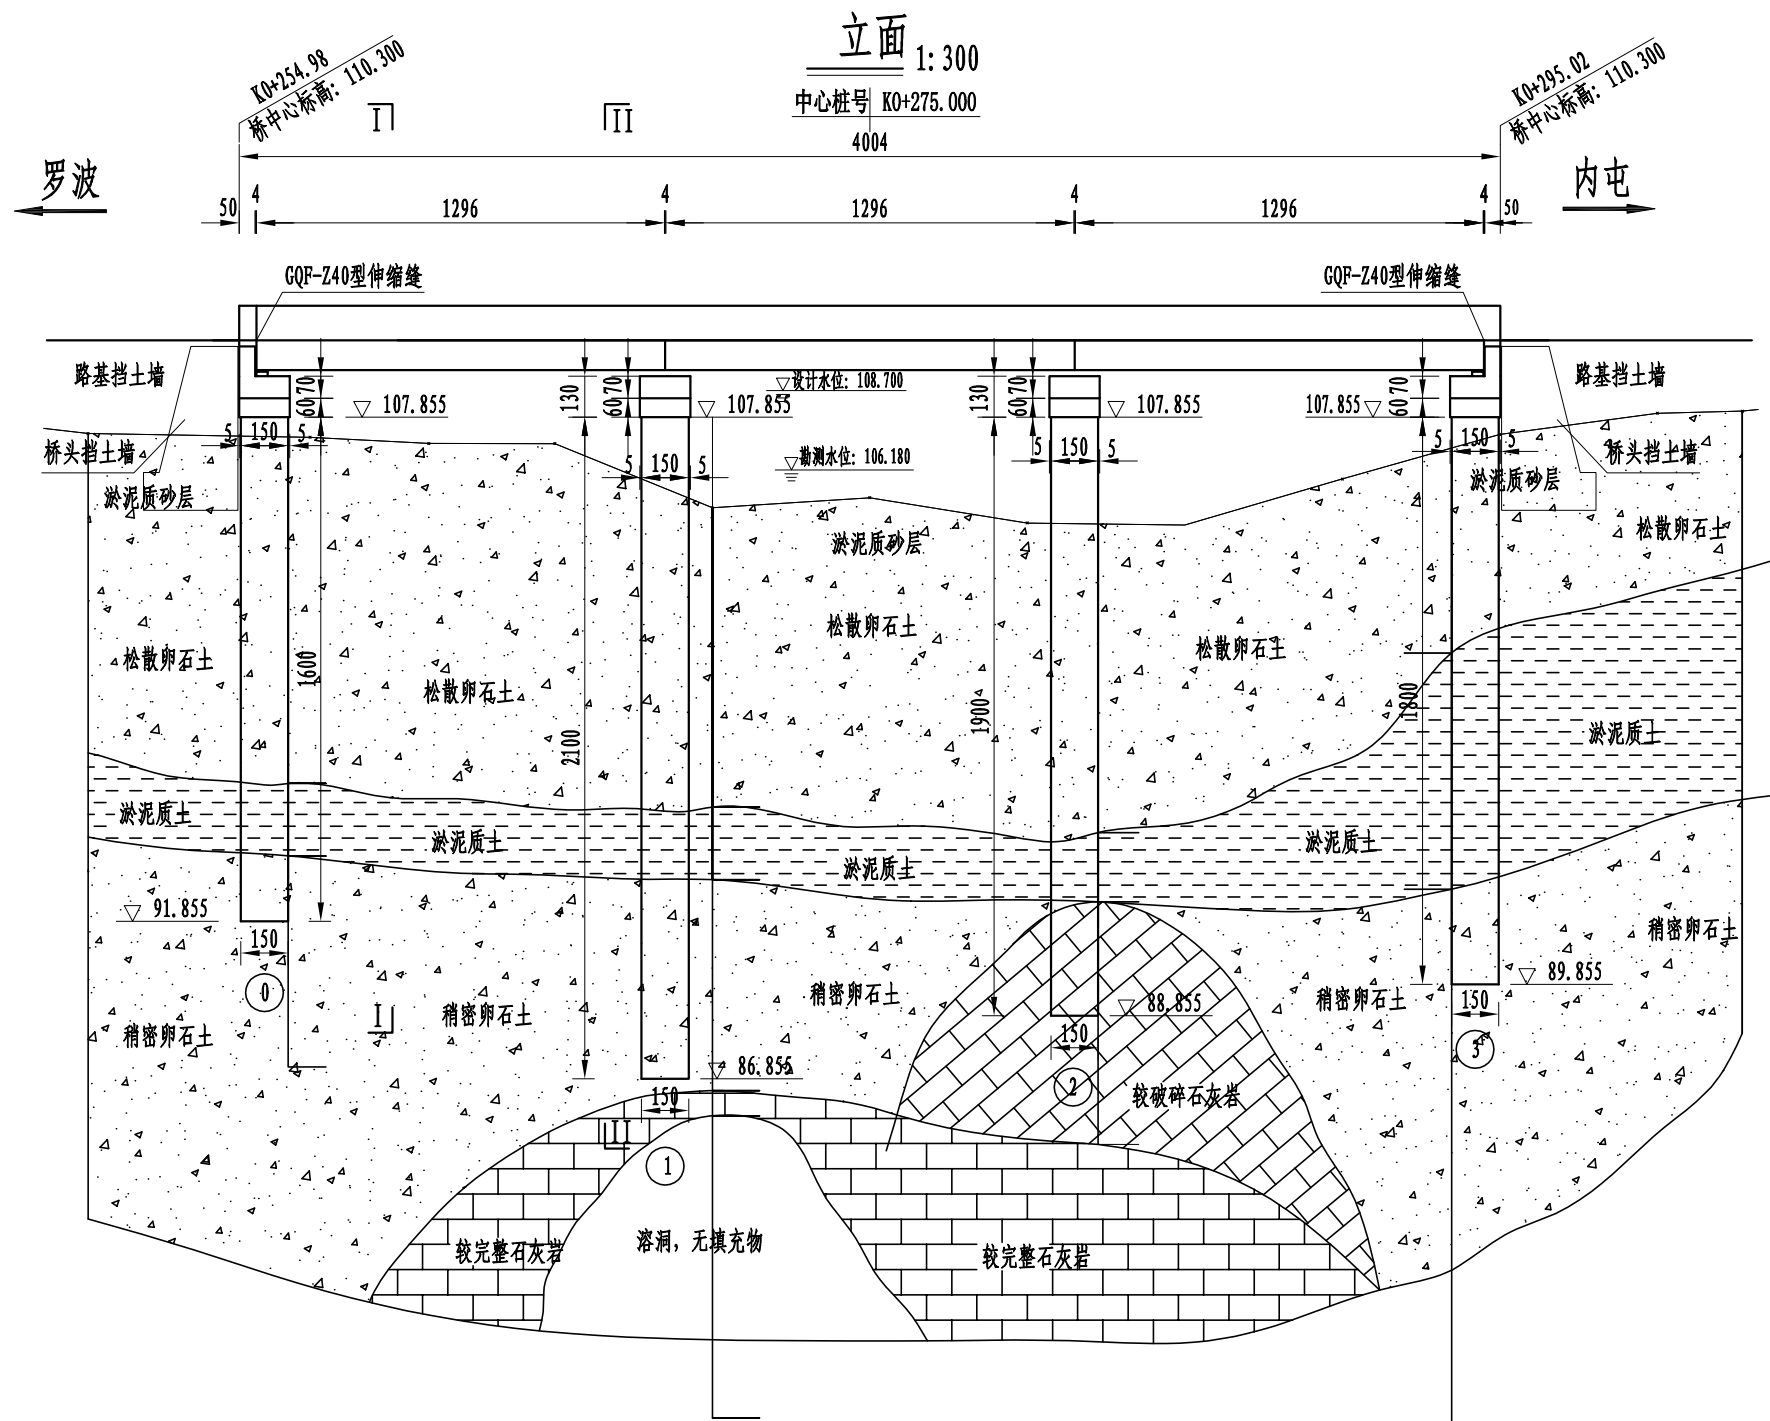 立面 1:300
中心桩号 K0+275.000
K0+254.98
桥中心标高: 110.300
K0+295.02
桥中心标高: 110.300
I
II
4004
罗波
内屯
50 4 1296 4 1296 4 1296 4 50
GQF-Z40型伸缩缝
GQF-Z40型伸缩缝
路基挡土墙
路基挡土墙
设计水位: 108.700
60 70
130
60 70
130
60 70
60 70
107.855
107.855
107.855
107.855
5 150 5
5 150 5
5 150 5
5 150 5
桥头挡土墙
桥头挡土墙
勘测水位: 106.180
淤泥质砂层
淤泥质砂层
淤泥质砂层
松散卵石土
松散卵石土
松散卵石土
松散卵石土
松散卵石土
1600
2100
1900
1800
淤泥质土
淤泥质土
淤泥质土
淤泥质土
淤泥质土
91.855
150
0
I
稍密卵石土
稍密卵石土
稍密卵石土
稍密卵石土
稍密卵石土
89.855
150
3
88.855
150
2
86.855
150
II
1
较破碎石灰岩
较完整石灰岩
溶洞，无填充物
较完整石灰岩